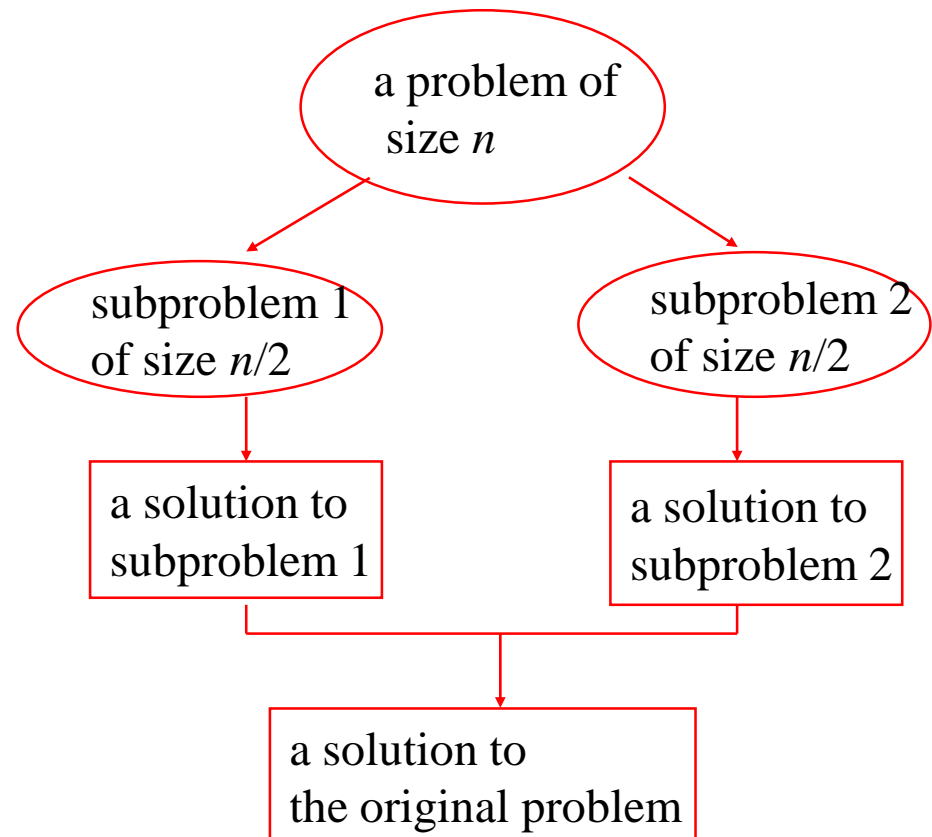 a problem of
size n
subproblem 1
of size n/2
subproblem 2
of size n/2
a solution to
subproblem 1
a solution to
subproblem 2
a solution to
the original problem